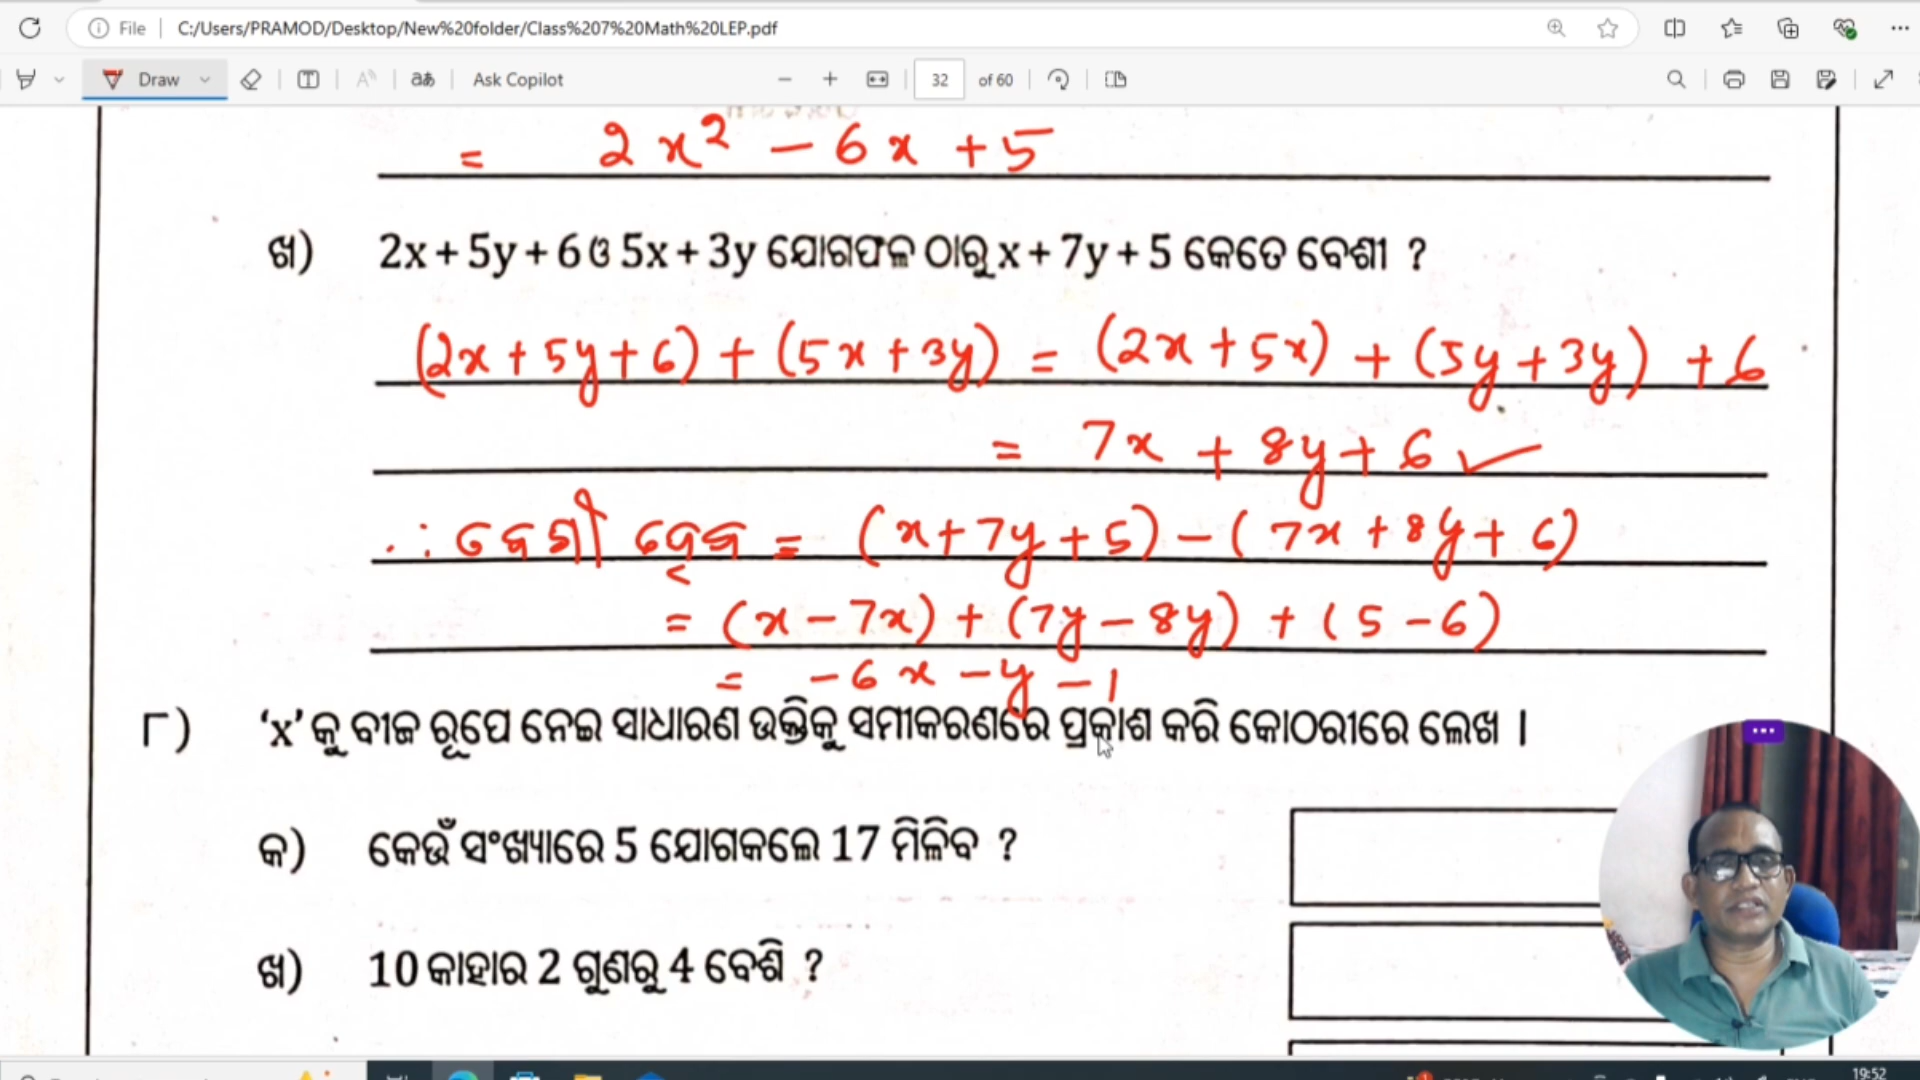 File C:/Users/PRAMOD/Desktop/New%20folder/Class%207%20Math%20LEP.pdf
Draw aあ Ask Copilot 32 of 60
= 2x² - 6x + 5
ଖ) 2x + 5y + 6 ଓ 5x + 3y ଯୋଗଫଳ ଠାରୁ x + 7y + 5 କେତେ ବେଶୀ ?
(2x + 5y + 6) + (5x + 3y) = (2x + 5x) + (5y + 3y) + 6
= 7x + 8y + 6 ✓
∴ ବେଶୀ ହେବ = (x + 7y + 5) - (7x + 8y + 6)
= (x - 7x) + (7y - 8y) + (5 - 6)
= - 6x - y - 1
୮) ‘x’ କୁ ବୀଜ ରୂପେ ନେଇ ସାଧାରଣ ଉକ୍ତିକୁ ସମୀକରଣରେ ପ୍ରକାଶ କରି କୋଠରୀରେ ଲେଖ ।
କ) କେଉଁ ସଂଖ୍ୟାରେ 5 ଯୋଗକଲେ 17 ମିଳିବ ?
ଖ) 10 କାହାର 2 ଗୁଣରୁ 4 ବେଶି ?
19:52